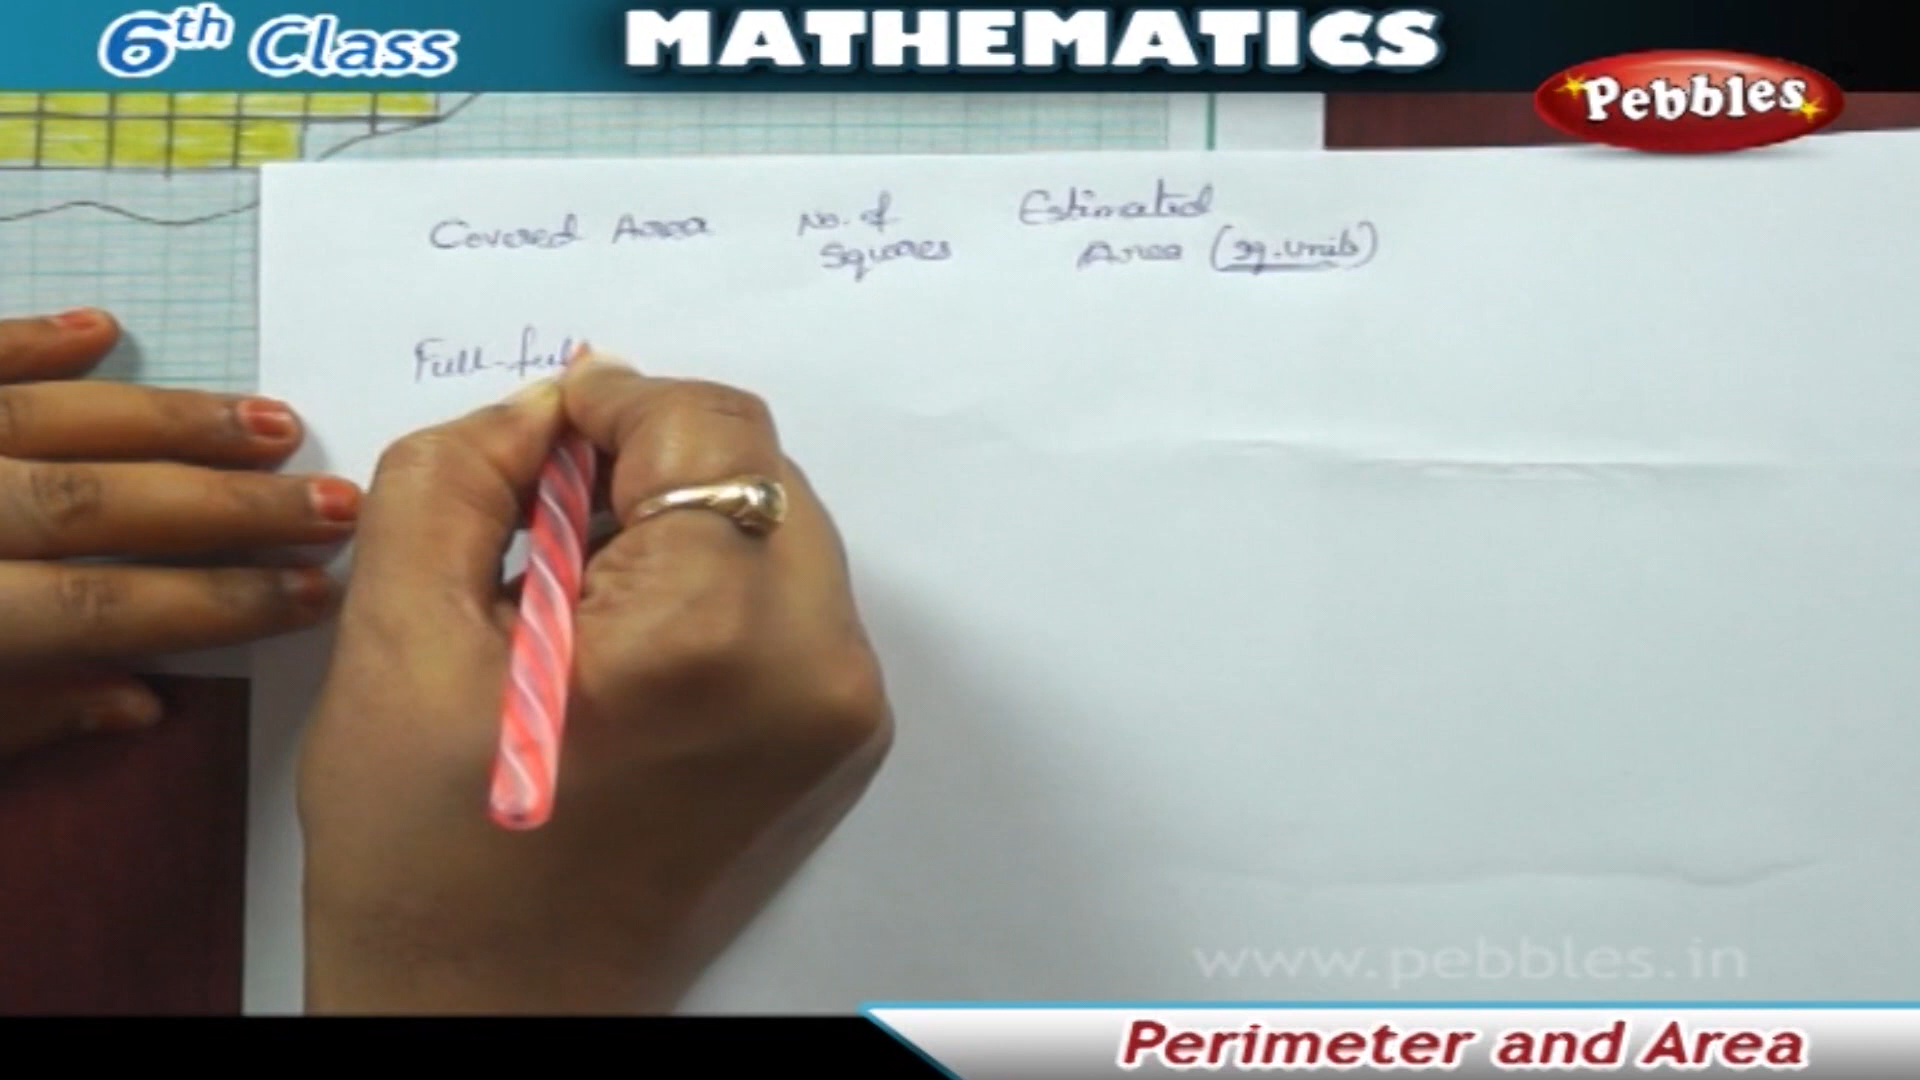 6th Class
MATHEMATICS
Pebbles
Covered Area
No. of
Squares
Estimated
Area (sq.units)
Full-full
www.pebbles.in
Perimeter and Area